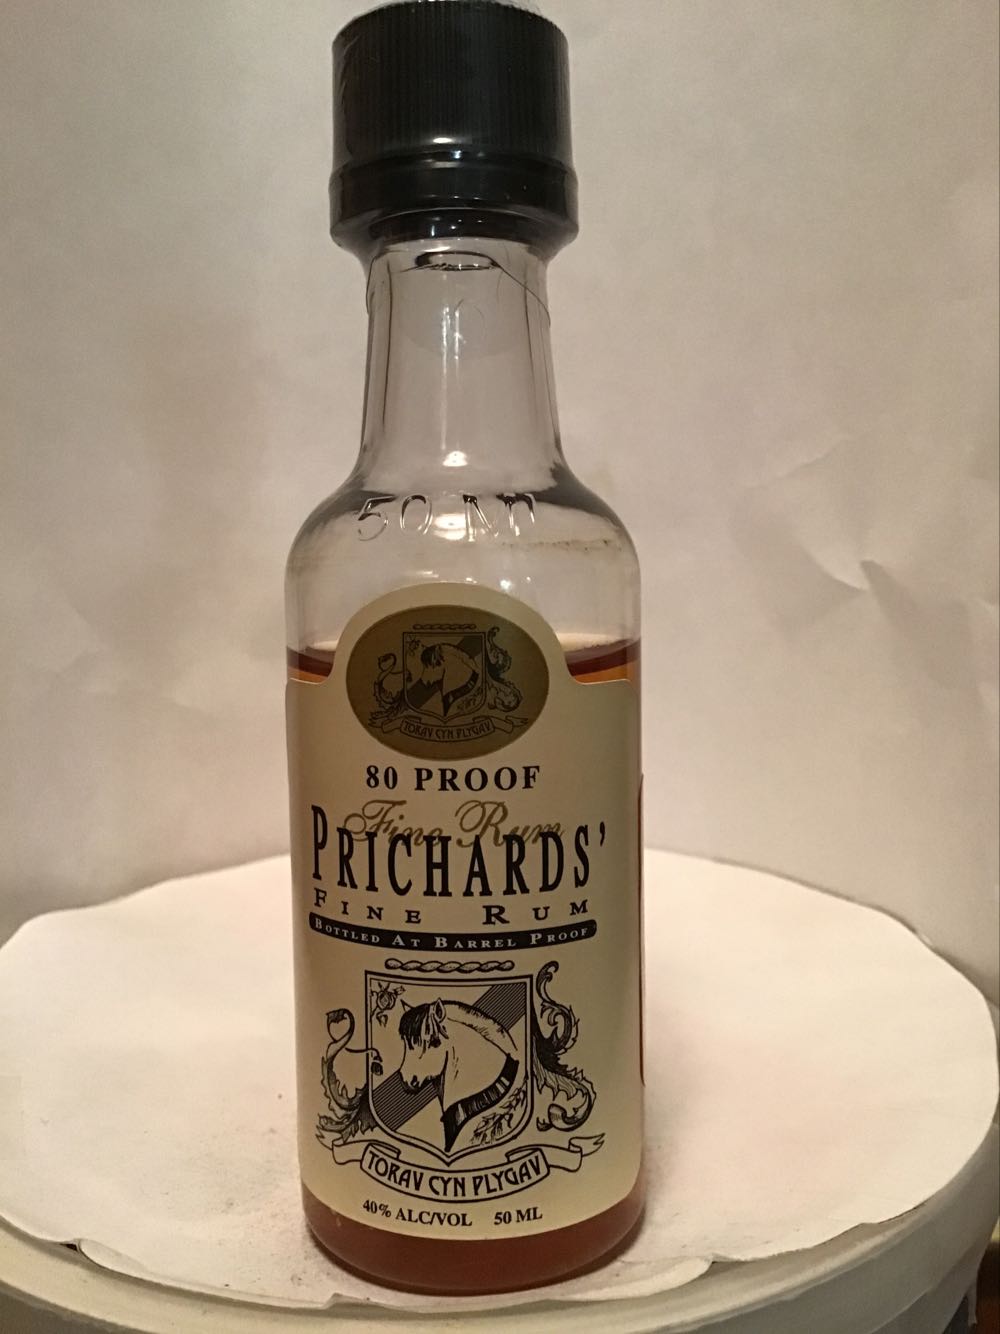 50 Ml
TORAV CYN PLYGAV
80 PROOF
Fine Rum
PRICHARDS'
FINE RUM
BOTTLED AT BARREL PROOF
TORAV CYN PLYGAV
40% ALC/VOL 50 ML